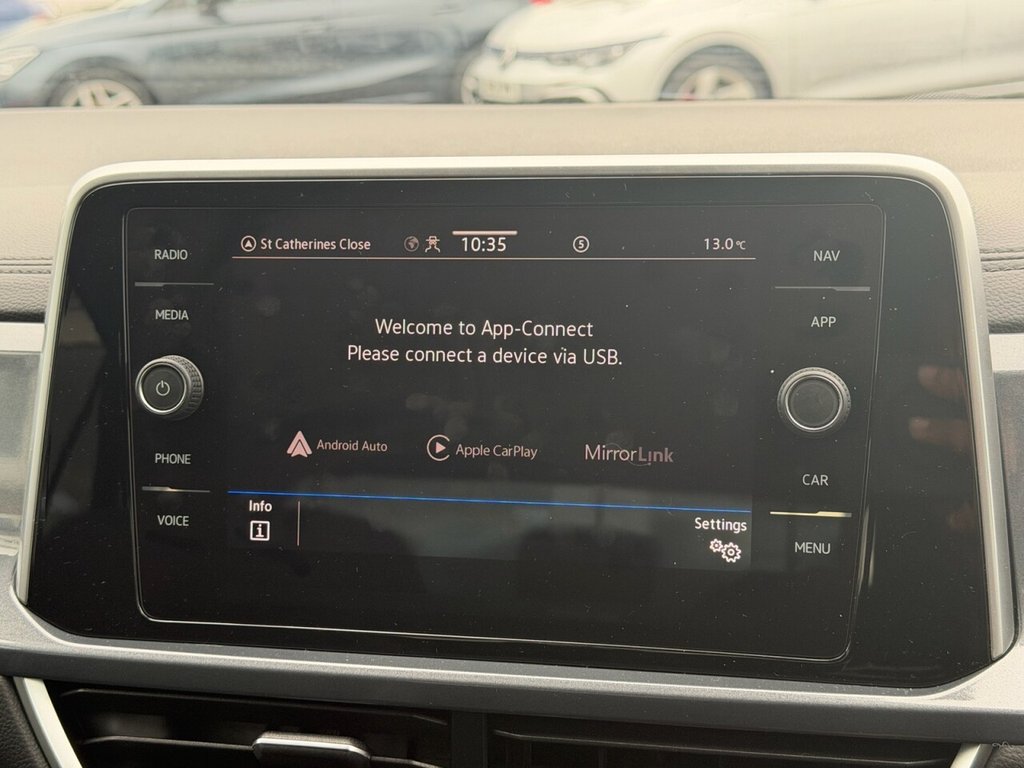 St Catherines Close
10:35
5
13.0 °C
RADIO
MEDIA
PHONE
VOICE
Welcome to App-Connect
Please connect a device via USB.
Android Auto
Apple CarPlay
MirrorLink
Info
i
Settings
NAV
APP
CAR
MENU